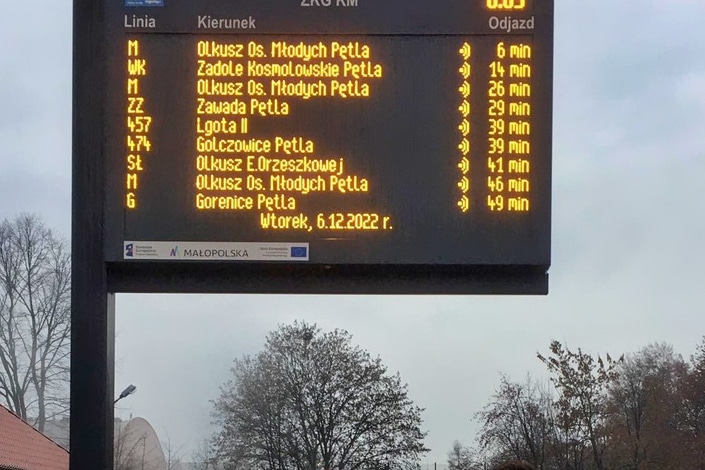 ZKG KM
Linia Kierunek Odjazd
M Olkusz Os. Młodych Pętla 6 min
WK Zadole Kosmolowskie Pętla 14 min
M Olkusz Os. Młodych Pętla 26 min
ZZ Zawada Pętla 29 min
457 Lgota II 39 min
474 Golczowice Pętla 39 min
SŁ Olkusz E.Orzeszkowej 41 min
M Olkusz Os. Młodych Pętla 46 min
G Gorenice Pętla 49 min
Wtorek, 6.12.2022 r.
MAŁOPOLSKA